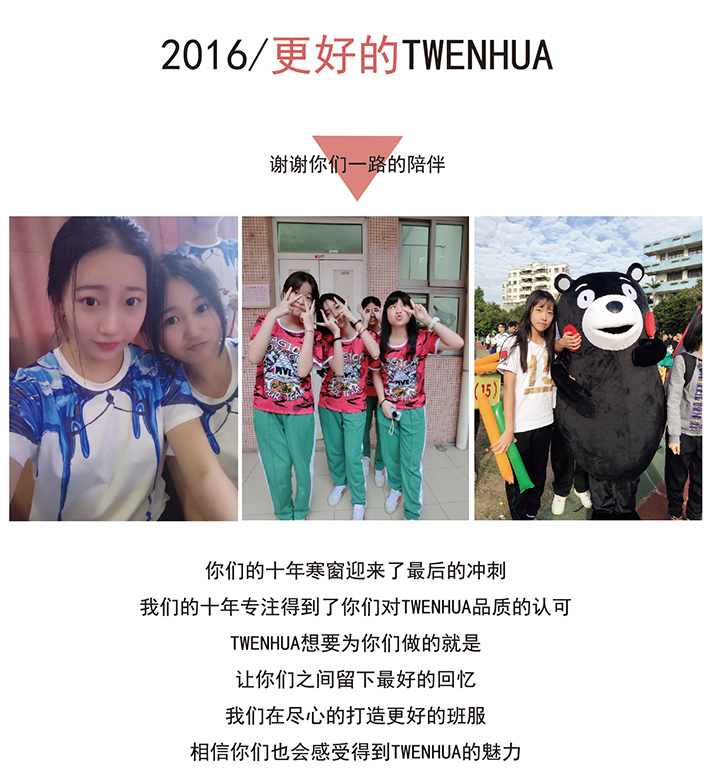 2016/更好的TWENHUA
谢谢你们一路的陪伴
FIVE
(15)
你们的十年寒窗迎来了最后的冲刺
我们的十年专注得到了你们对TWENHUA品质的认可
TWENHUA想要为你们做的就是
让你们之间留下最好的回忆
我们在尽心的打造更好的班服
相信你们也会感受得到TWENHUA的魅力